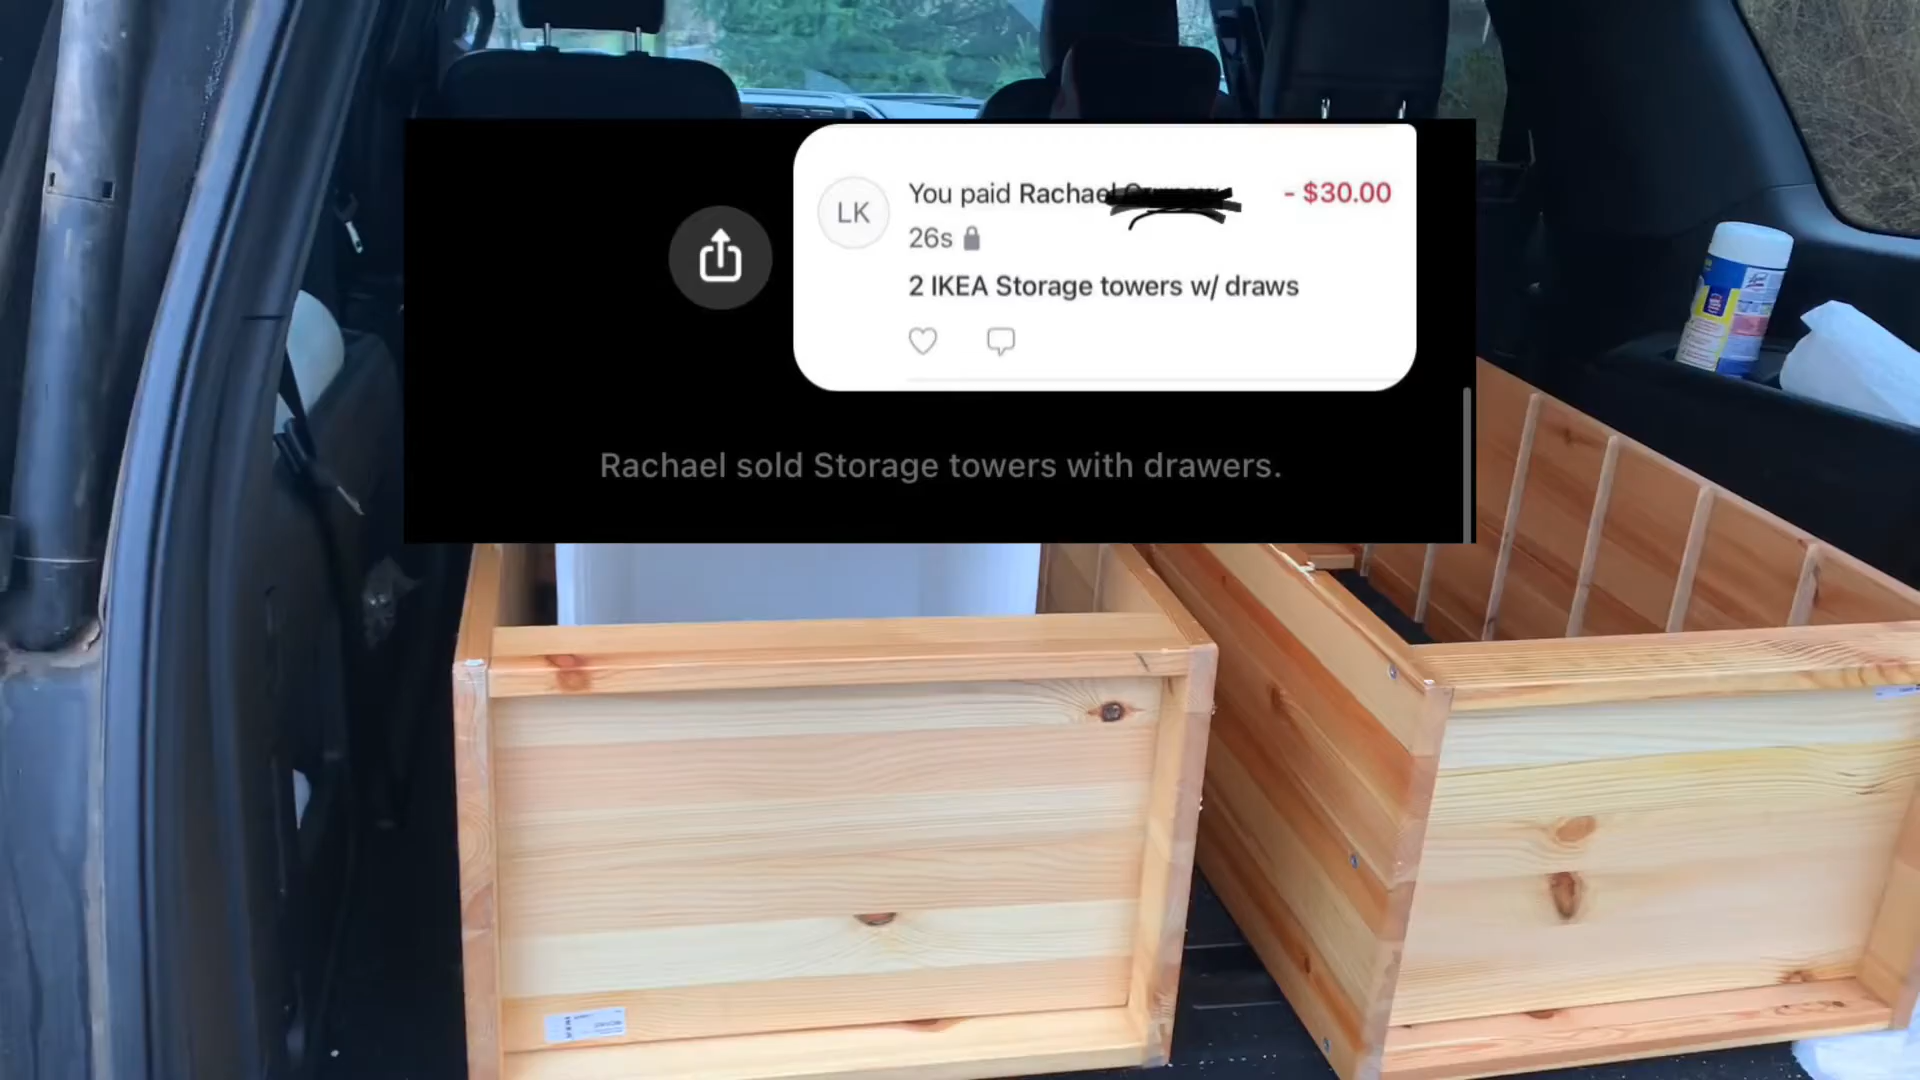 LK
You paid Rachael
- $30.00
26s
2 IKEA Storage towers w/ draws
Rachael sold Storage towers with drawers.